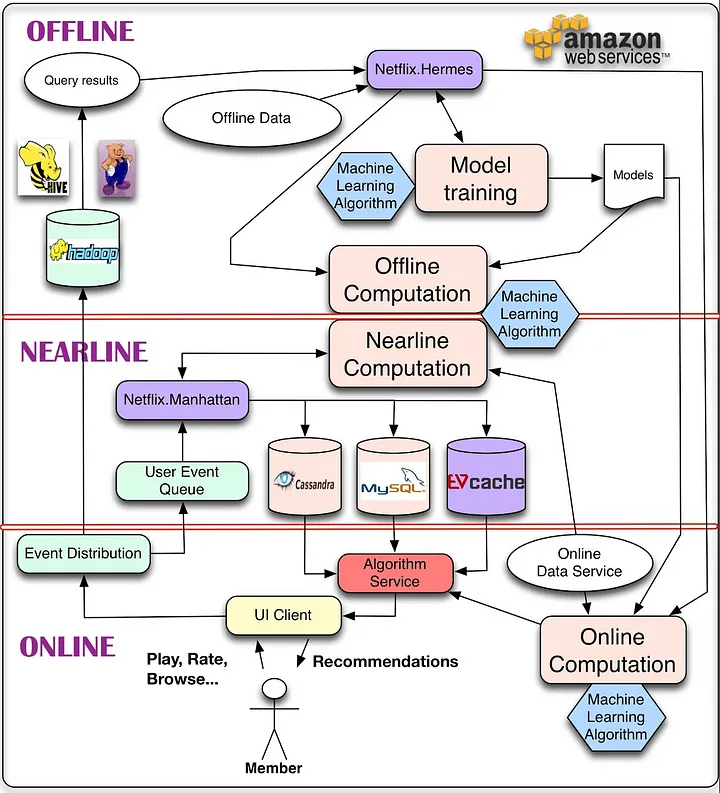 OFFLINE
amazon
webservices™
Query results
Netflix.Hermes
Offline Data
HIVE
Machine
Learning
Algorithm
Model
training
Models
hadoop
Offline
Computation
Machine
Learning
Algorithm
NEARLINE
Nearline
Computation
Netflix.Manhattan
User Event
Queue
Cassandra
MySQL®
EVcache
Event Distribution
Algorithm
Service
Online
Data Service
UI Client
ONLINE
Play, Rate,
Browse...
Recommendations
Online
Computation
Machine
Learning
Algorithm
Member